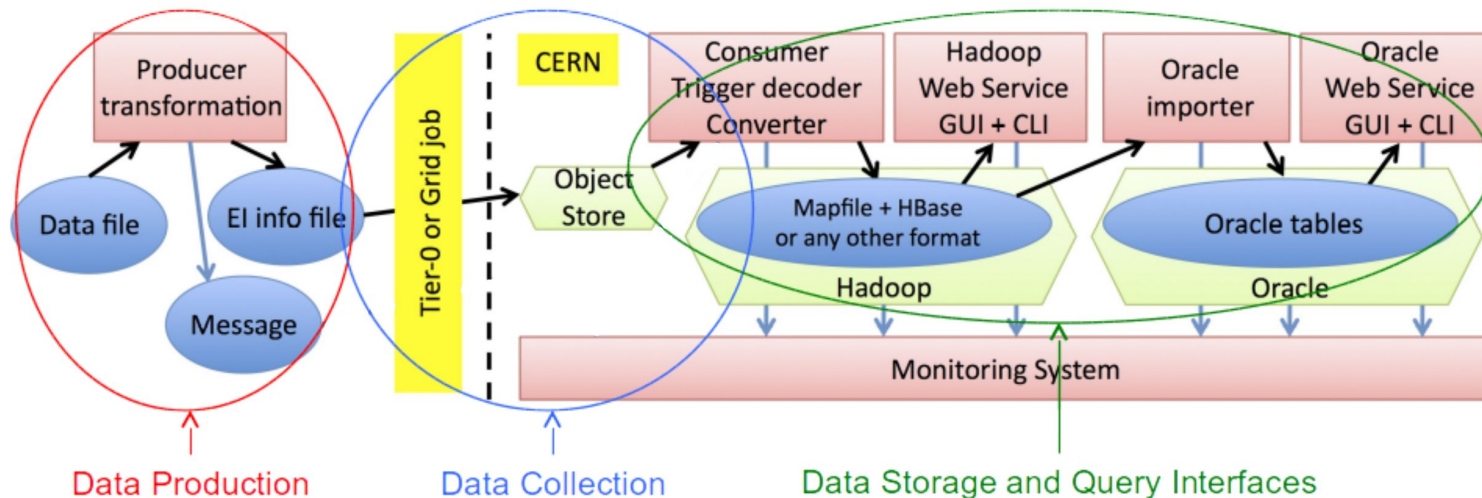 Producer
transformation
Data file
EI info file
Message
Tier-0 or Grid job
CERN
Object
Store
Consumer
Trigger decoder
Converter
Hadoop
Web Service
GUI + CLI
Oracle
importer
Oracle
Web Service
GUI + CLI
Mapfile + HBase
or any other format
Hadoop
Oracle tables
Oracle
Monitoring System
Data Production
Data Collection
Data Storage and Query Interfaces